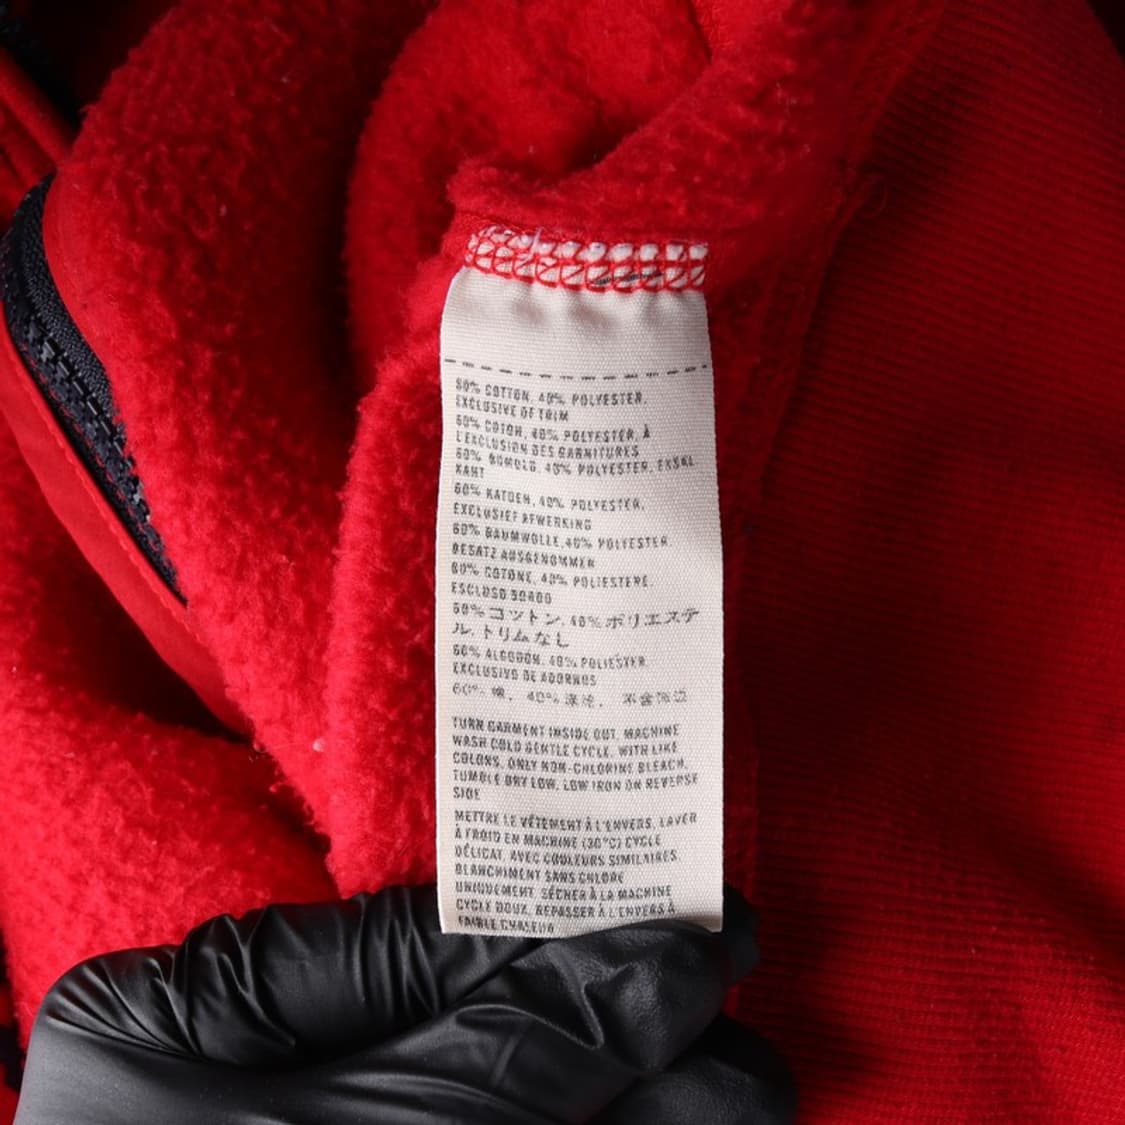 60% COTTON, 40% POLYESTER,
EXCLUSIVE OF TRIM
60% COTON, 40% POLYESTER, À
L'EXCLUSION DES GARNITURES
60% BOMULD, 40% POLYESTER, EKSKL.
KANT
60% KATOEN, 40% POLYESTER,
EXCLUSIEF AFWERKING
60% BAUMWOLLE, 40% POLYESTER,
BESATZ AUSGENOMMEN
60% COTONE, 40% POLIESTERE,
ESCLUSO BORDO
60%コットン, 40%ポリエステ
ル, トリムなし
60% ALGODÓN, 40% POLIÉSTER,
EXCLUSIVO DE ADORNOS
60% 棉, 40% 涤纶, 不含饰边
TURN GARMENT INSIDE OUT, MACHINE
WASH COLD GENTLE CYCLE, WITH LIKE
COLORS, ONLY NON-CHLORINE BLEACH,
TUMBLE DRY LOW, LOW IRON ON REVERSE
SIDE
METTRE LE VÊTEMENT À L'ENVERS, LAVER
À FROID EN MACHINE (30°C) CYCLE
DÉLICAT, AVEC COULEURS SIMILAIRES,
BLANCHIMENT SANS CHLORE
UNIQUEMENT, SÉCHER À LA MACHINE
CYCLE DOUX, REPASSER À L'ENVERS À
FAIBLE CHALEUR